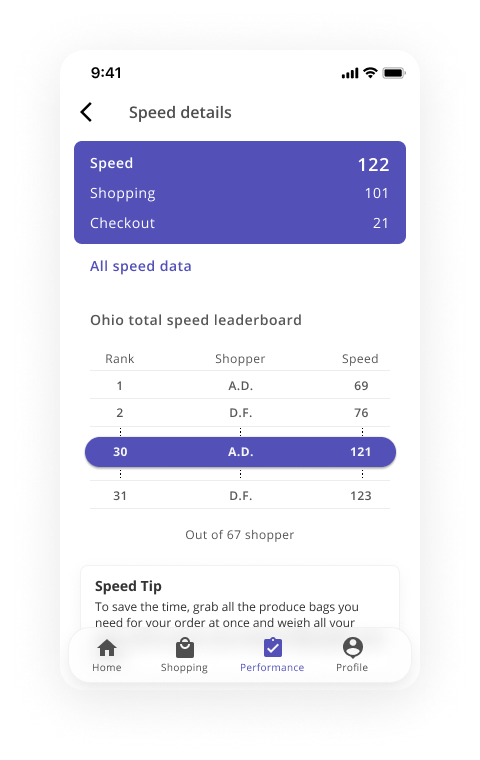 9:41
Speed details
Speed 122
Shopping 101
Checkout 21
All speed data
Ohio total speed leaderboard
Rank Shopper Speed
1 A.D. 69
2 D.F. 76
30 A.D. 121
31 D.F. 123
Out of 67 shopper
Speed Tip
To save the time, grab all the produce bags you
need for your order at once and weigh all your
Home Shopping Performance Profile